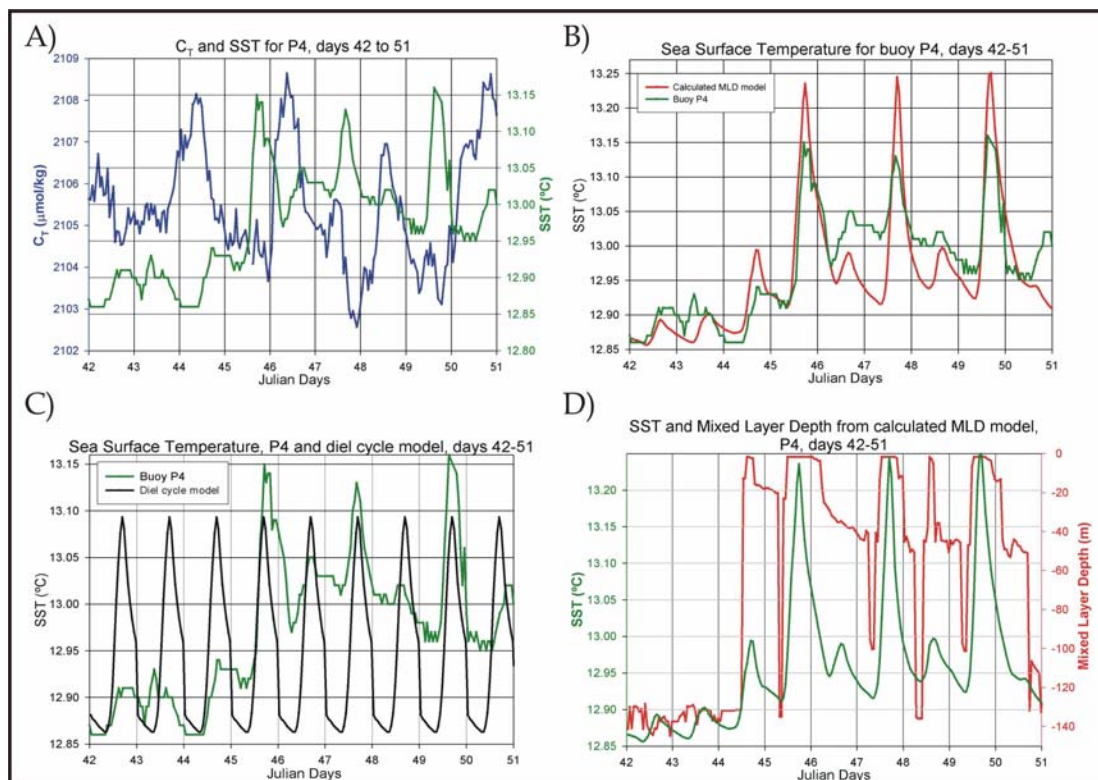 A)
C_T and SST for P4, days 42 to 51
2109
2108
2107
2106
2105
2104
2103
2102
C_T (μmol/kg)
13.15
13.10
13.05
13.00
12.95
12.90
12.85
12.80
SST (ºC)
42 43 44 45 46 47 48 49 50 51
Julian Days
B)
Sea Surface Temperature for buoy P4, days 42-51
Calculated MLD model
Buoy P4
13.25
13.20
13.15
13.10
13.05
13.00
12.95
12.90
12.85
SST (ºC)
42 43 44 45 46 47 48 49 50 51
Julian Days
C)
Sea Surface Temperature, P4 and diel cycle model, days 42-51
Buoy P4
Diel cycle model
13.15
13.10
13.05
13.00
12.95
12.90
12.85
SST (ºC)
42 43 44 45 46 47 48 49 50 51
Julian Days
D)
SST and Mixed Layer Depth from calculated MLD model,
P4, days 42-51
13.20
13.15
13.10
13.05
13.00
12.95
12.90
12.85
SST (ºC)
0
-20
-40
-60
-80
-100
-120
-140
Mixed Layer Depth (m)
42 43 44 45 46 47 48 49 50 51
Julian Days